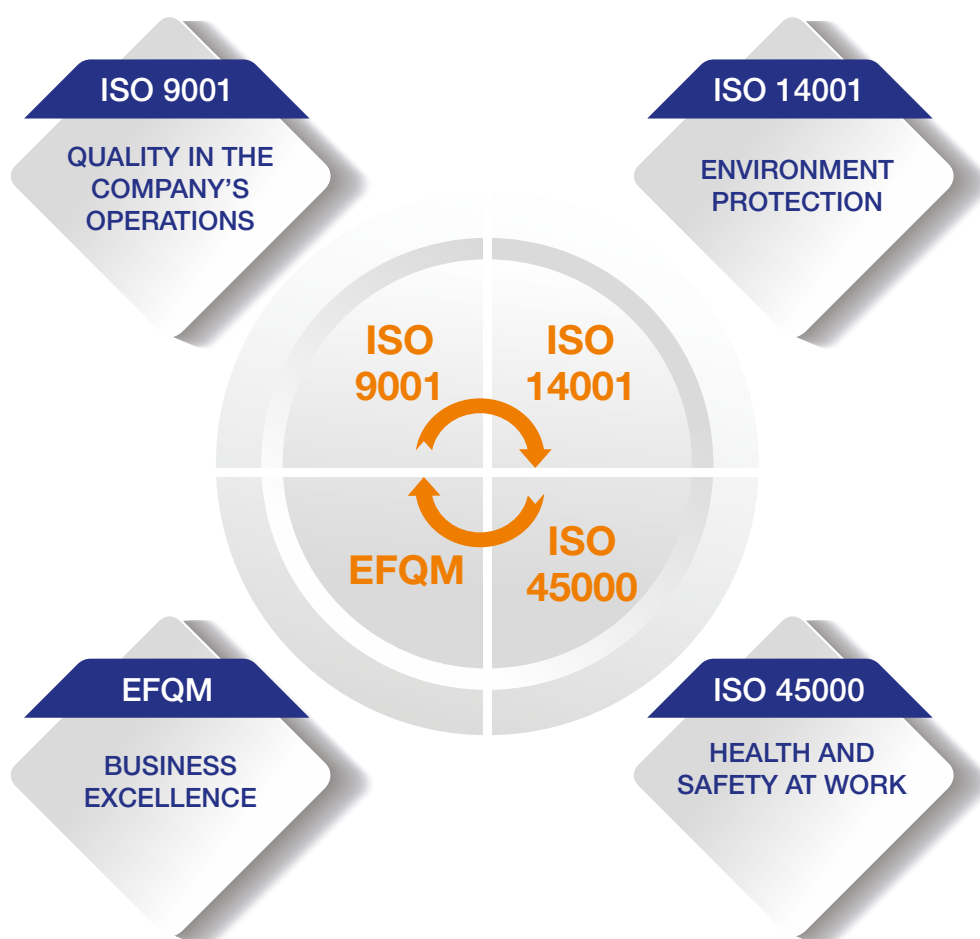 ISO 9001
QUALITY IN THE
COMPANY'S
OPERATIONS
ISO 14001
ENVIRONMENT
PROTECTION
ISO
9001
ISO
14001
EFQM
ISO
45000
EFQM
BUSINESS
EXCELLENCE
ISO 45000
HEALTH AND
SAFETY AT WORK